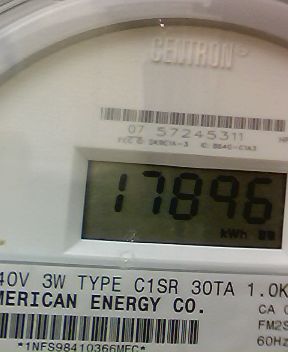 CENTRON®
07 57245311
17896
kWh
40V 3W TYPE C1SR 30TA 1.0K
MERICAN ENERGY CO.
CA
FM2S
60Hz
*1NFS98410366MFC*